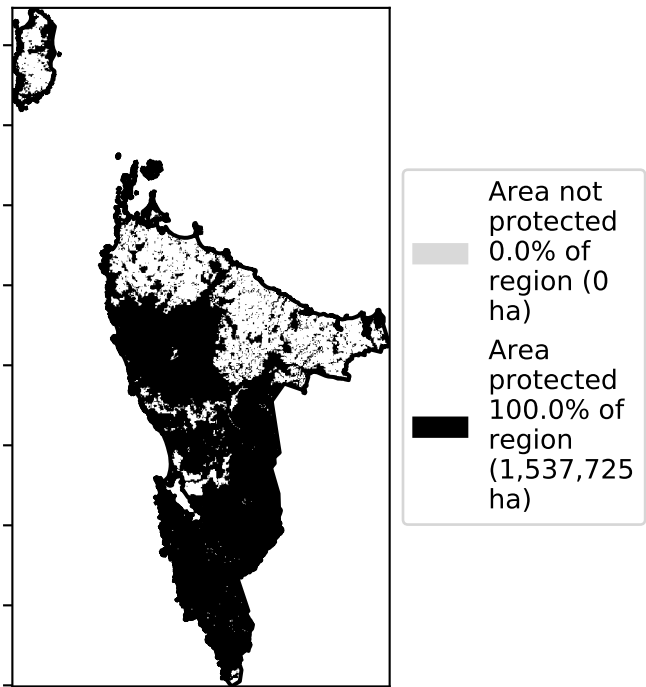 Area not
protected
0.0% of
region (0
ha)
Area
protected
100.0% of
region
(1,537,725
ha)